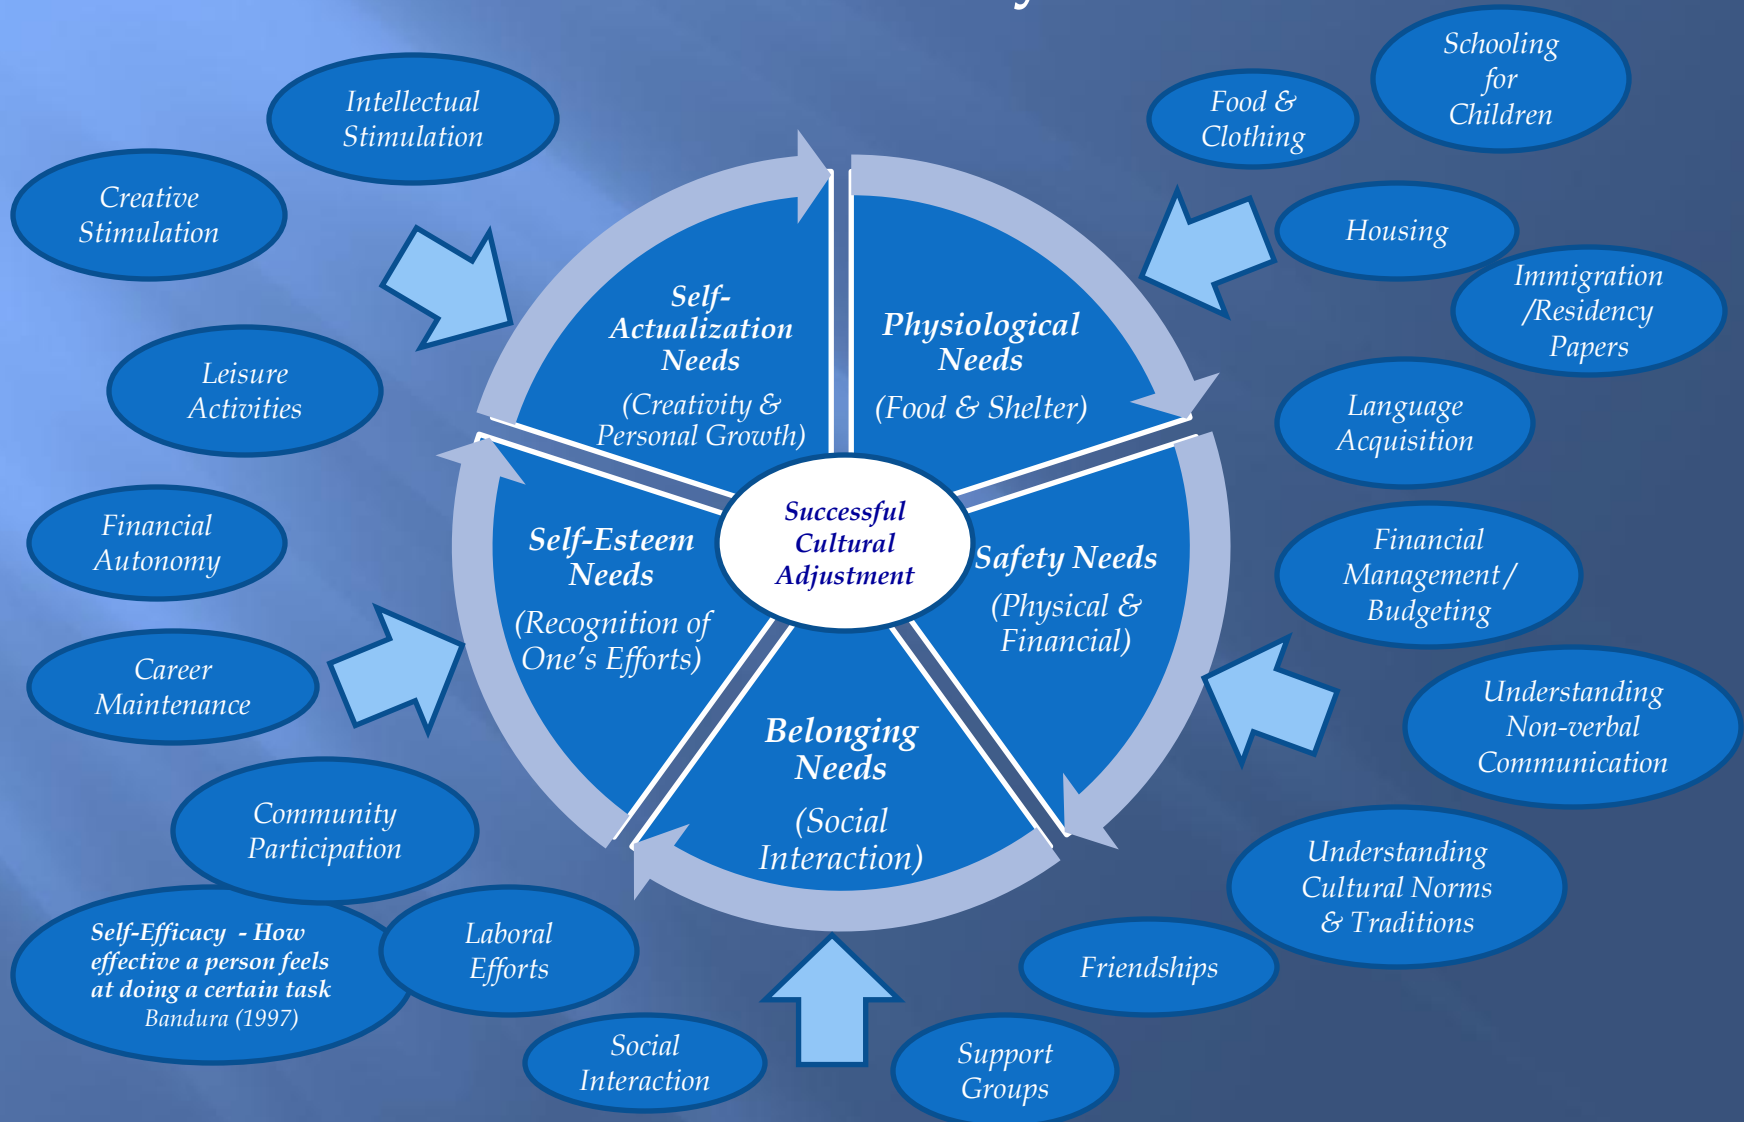 Intellectual
Stimulation
Creative
Stimulation
Leisure
Activities
Financial
Autonomy
Career
Maintenance
Community
Participation
Self-Efficacy - How
effective a person feels
at doing a certain task
Bandura (1997)
Laboral
Efforts
Social
Interaction
Support
Groups
Friendships
Understanding
Cultural Norms
& Traditions
Understanding
Non-verbal
Communication
Financial
Management /
Budgeting
Language
Acquisition
Immigration
/Residency
Papers
Housing
Food &
Clothing
Schooling
for
Children
Self-
Actualization
Needs
(Creativity &
Personal Growth)
Physiological
Needs
(Food & Shelter)
Safety Needs
(Physical &
Financial)
Belonging
Needs
(Social
Interaction)
Self-Esteem
Needs
(Recognition of
One's Efforts)
Successful
Cultural
Adjustment